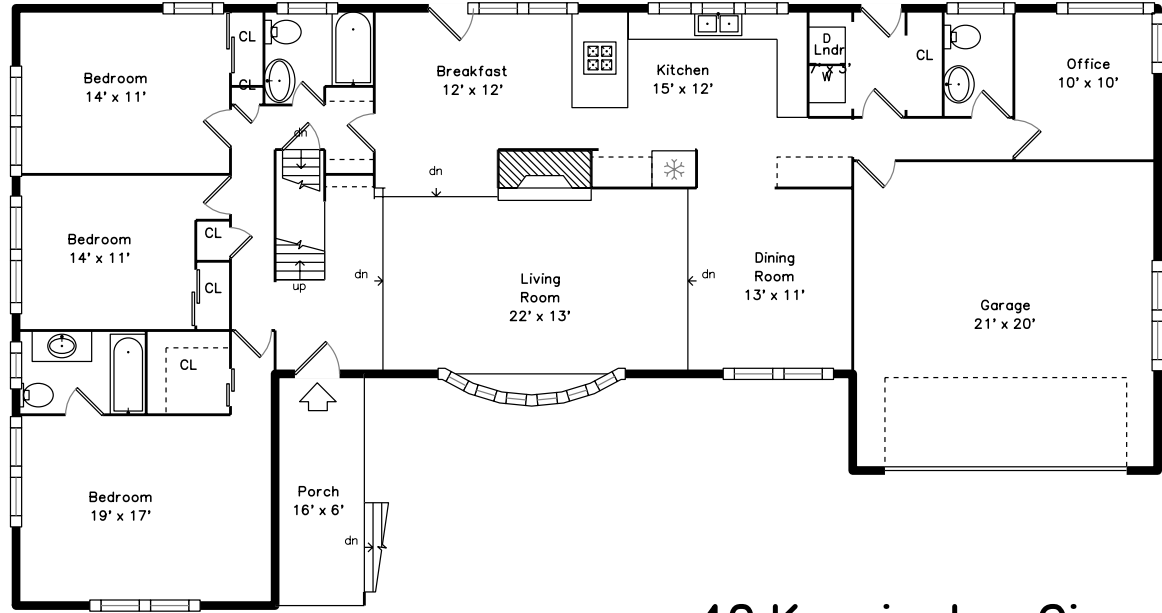 Bedroom
14' x 11'
CL
CL
Breakfast
12' x 12'
Kitchen
15' x 12'
D
Lndr
7' x 5'
W
CL
Office
10' x 10'
dn
dn
Bedroom
14' x 11'
CL
CL
up
dn
Living
Room
22' x 13'
dn
Dining
Room
13' x 11'
Garage
21' x 20'
CL
Bedroom
19' x 17'
Porch
16' x 6'
dn